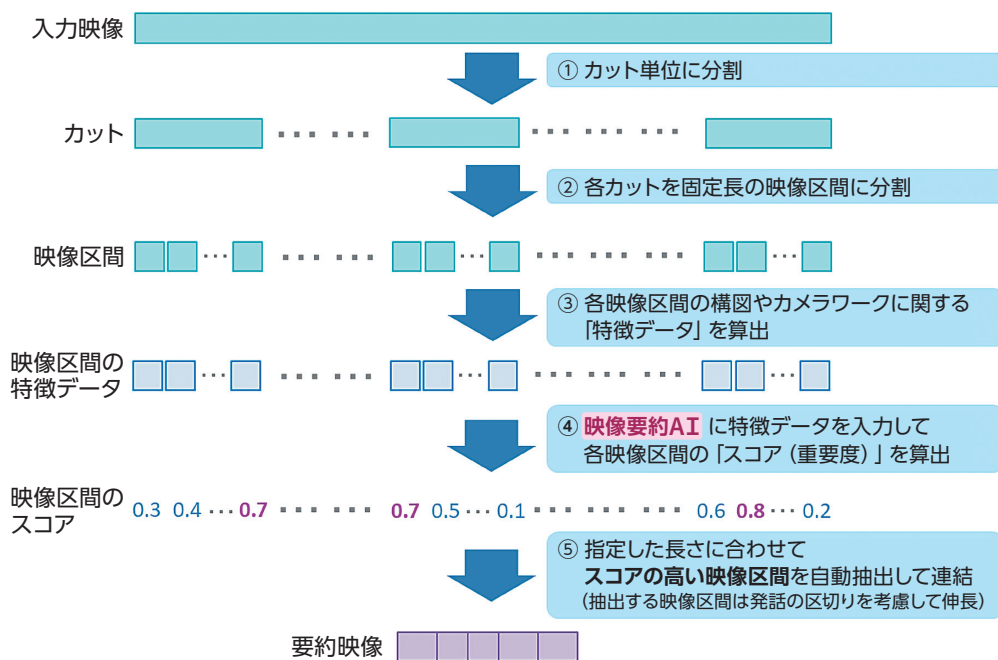 入力映像
① カット単位に分割
カット
② 各カットを固定長の映像区間に分割
映像区間
③ 各映像区間の構図やカメラワークに関する
「特徴データ」を算出
映像区間の
特徴データ
④ 映像要約AI に特徴データを入力して
各映像区間の「スコア（重要度）」を算出
映像区間の
スコア
0.3 0.4 … 0.7 … … 0.7 0.5 … 0.1 … … … 0.6 0.8 … 0.2
⑤ 指定した長さに合わせて
スコアの高い映像区間を自動抽出して連結
（抽出する映像区間は発話の区切りを考慮して伸長）
要約映像